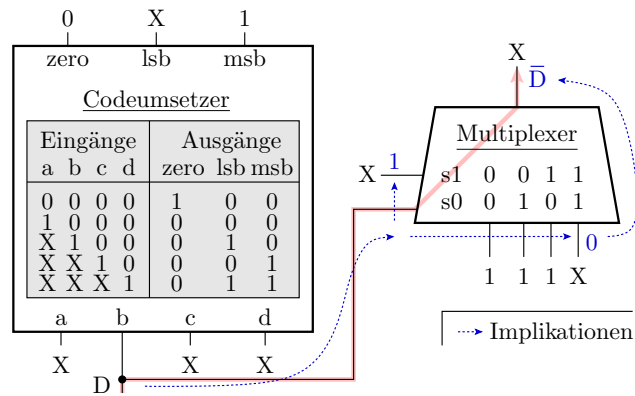 0 X 1
zero lsb msb
Codeumsetzer
Eingänge Ausgänge
a b c d zero lsb msb
0 0 0 0 1 0 0
1 0 0 0 0 0 0
X 1 0 0 0 1 0
X X 1 0 0 0 1
X X X 1 0 1 1
a b c d
X X X
D
X
D̅
Multiplexer
X 1 s1 0 0 1 1
s0 0 1 0 1
0
1 1 1 X
Implikationen